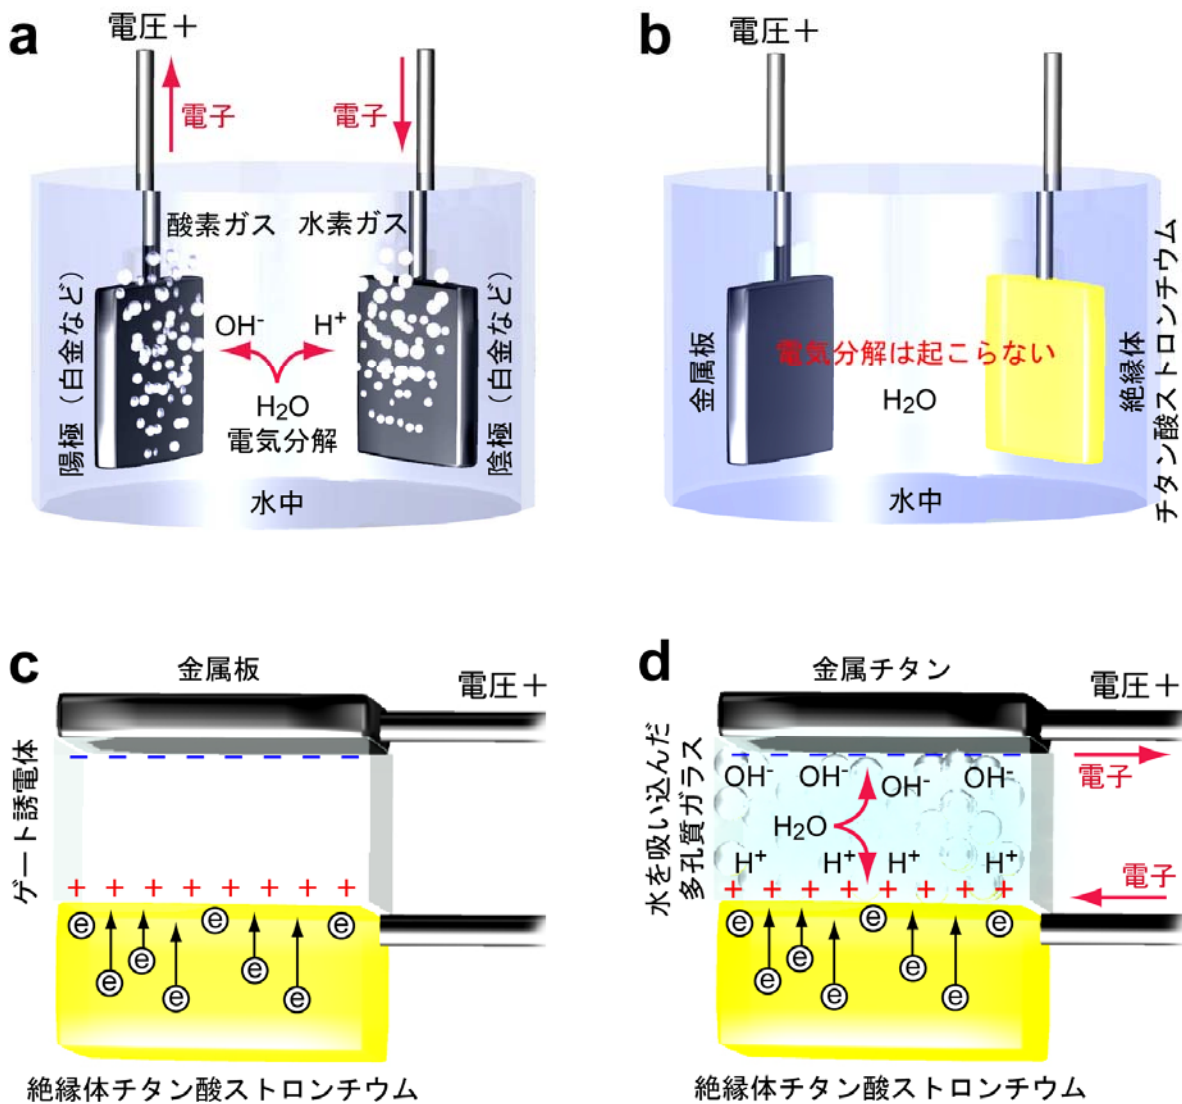 a
電圧＋
電子
電子
酸素ガス
水素ガス
陽極（白金など）
OH-
H+
陰極（白金など）
H2O
電気分解
水中
b
電圧＋
金属板
電気分解は起こらない
H2O
絶縁体
チタン酸ストロンチウム
水中
c
金属板
電圧＋
ゲート誘電体
− − − − − − − −
+ + + + + + + +
e e e e e e e e
絶縁体チタン酸ストロンチウム
d
金属チタン
電圧＋
水を吸い込んだ
多孔質ガラス
− − − − − − − −
電子
OH- OH- OH- OH-
H2O
H+ H+ H+ H+
+ + + + + + + +
電子
e e e e e e e e
絶縁体チタン酸ストロンチウム